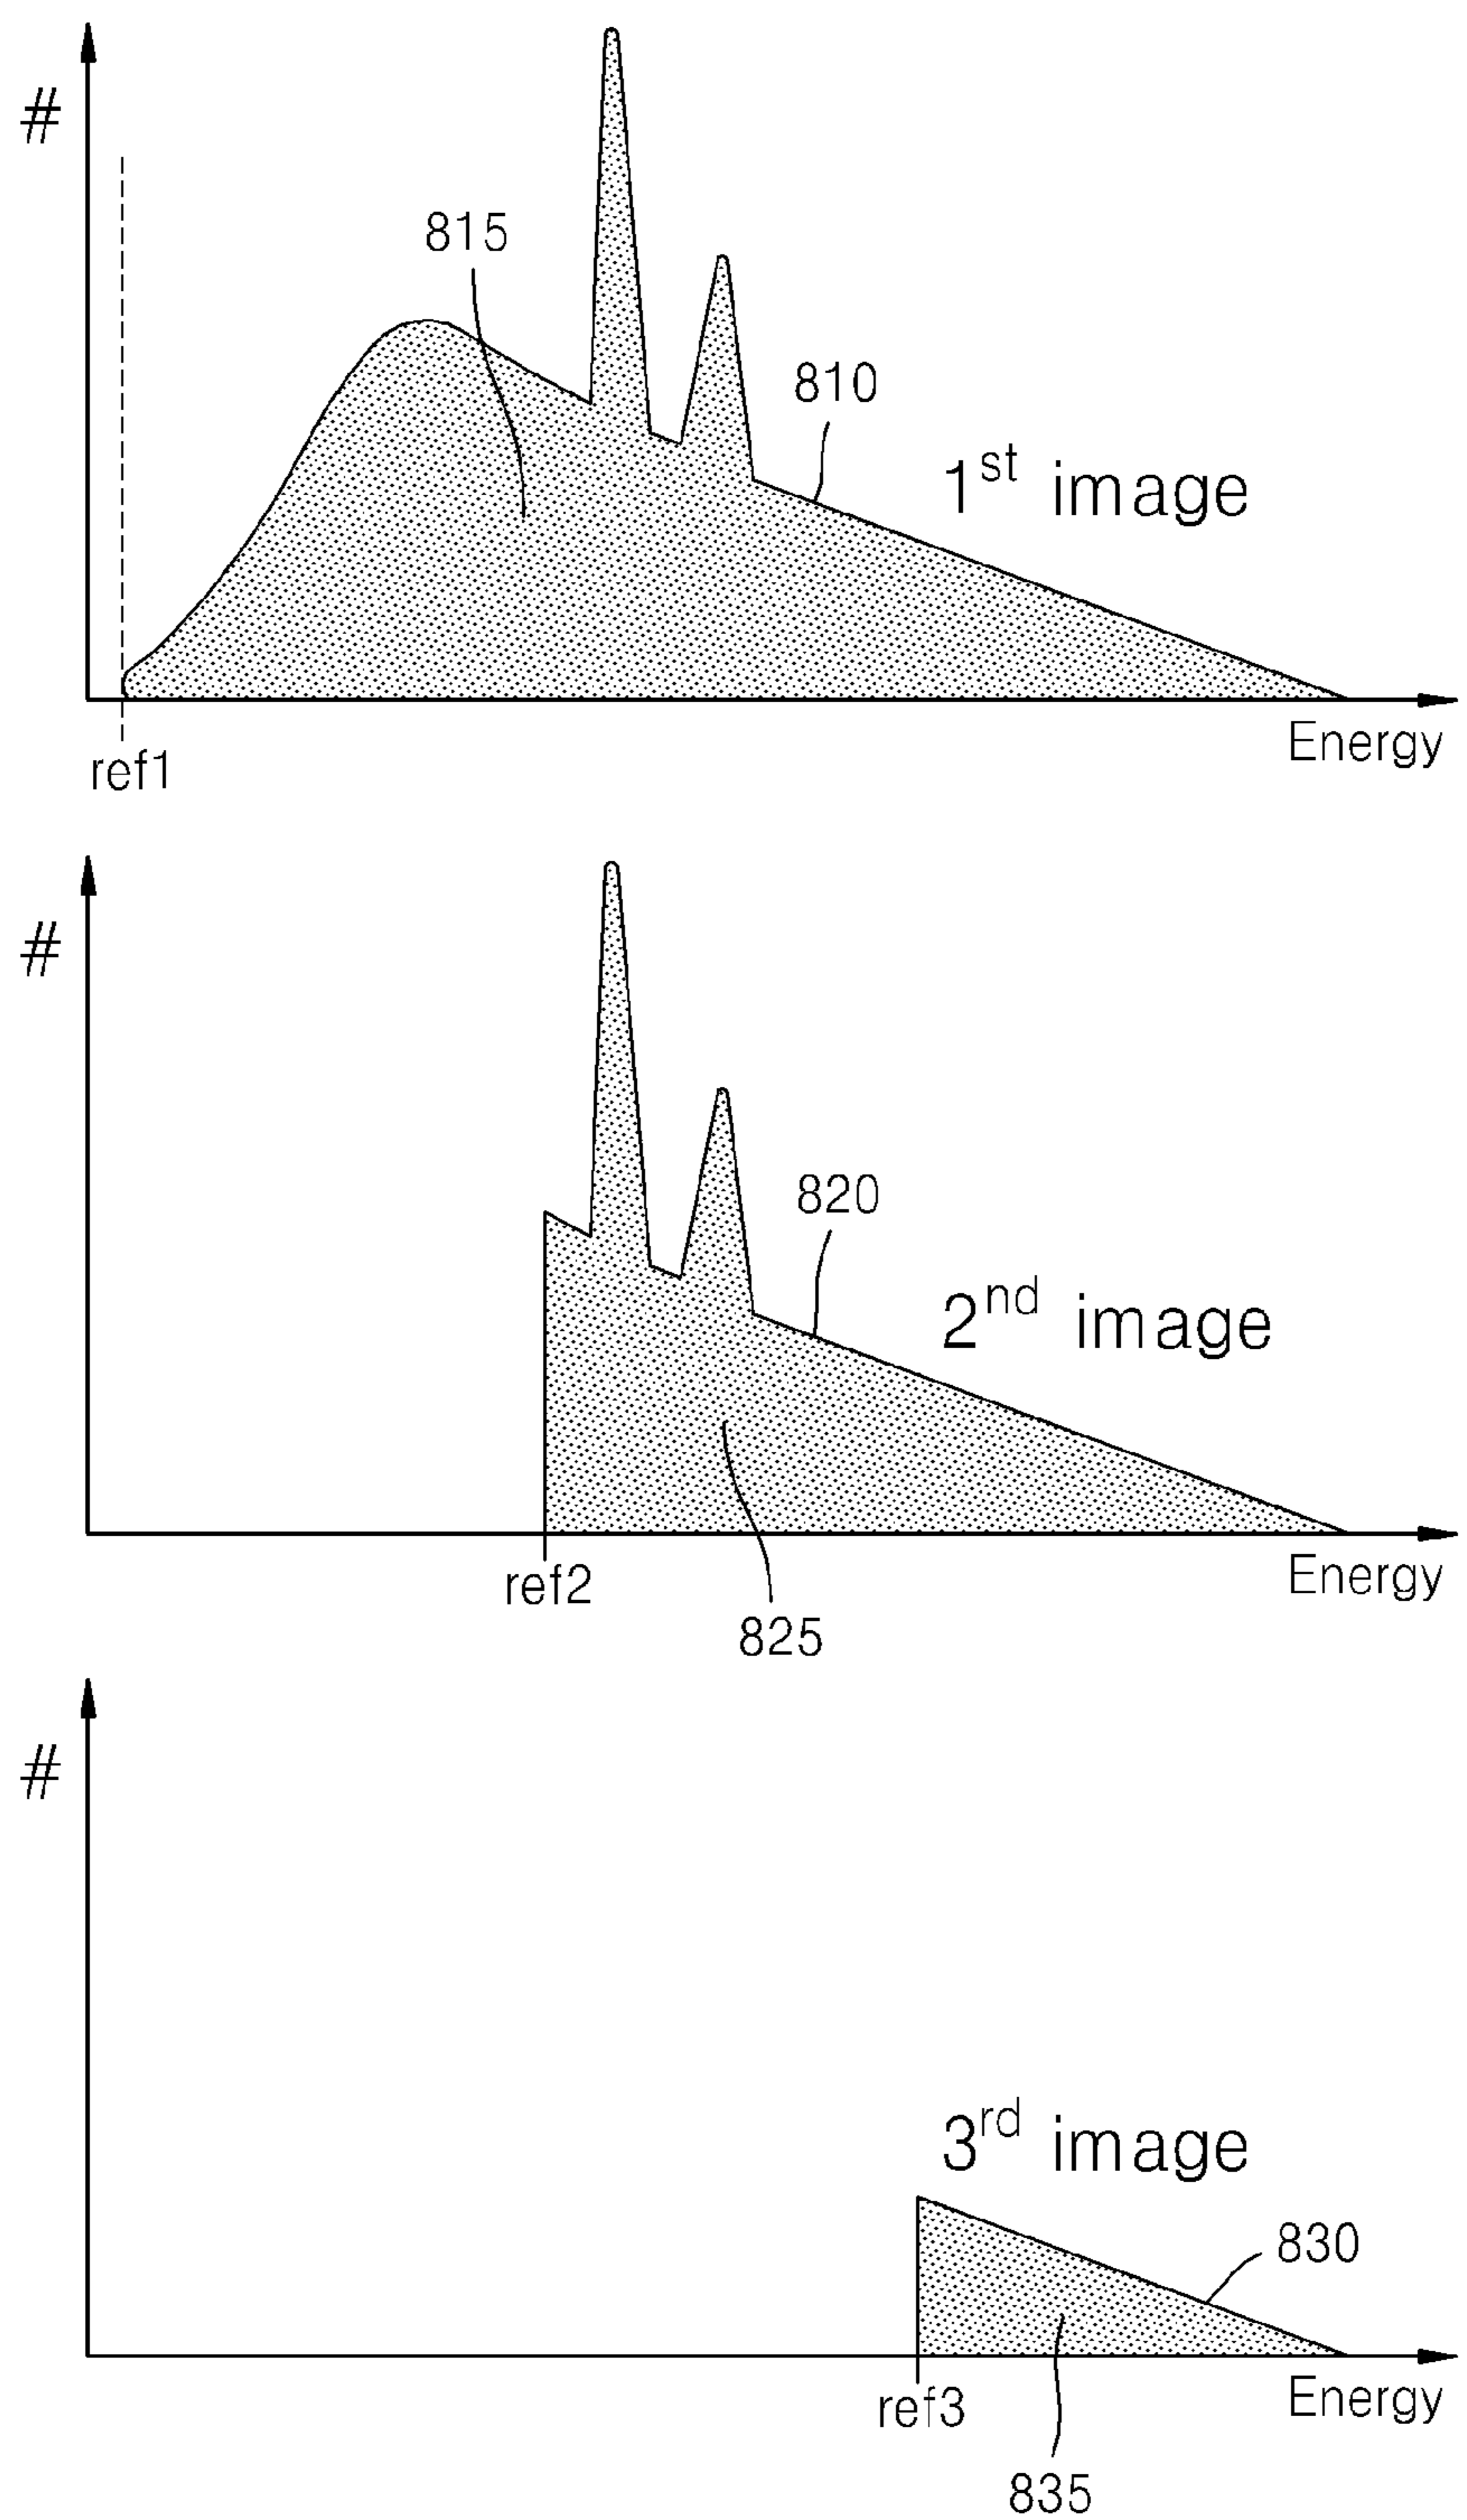 #
815
810
1st image
Energy
ref1
#
820
2nd image
ref2
Energy
825
#
3rd image
830
Energy
ref3
835